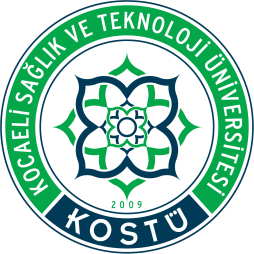 KOCAELİ SAĞLIK VE TEKNOLOJİ ÜNİVERSİTESİ
2009
KOSTÜ